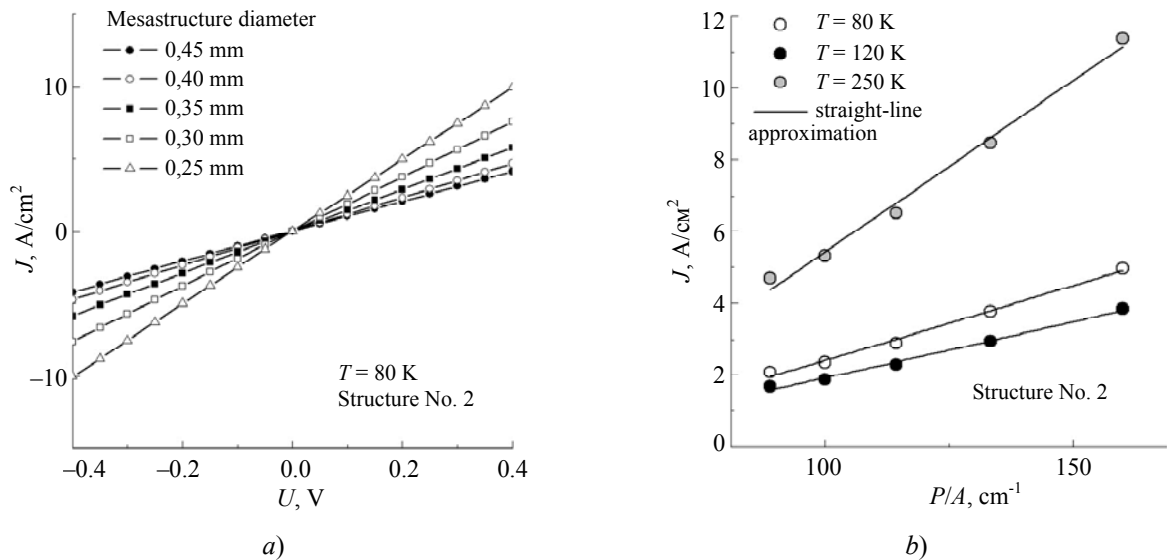 Mesastructure diameter
0,45 mm
0,40 mm
0,35 mm
0,30 mm
0,25 mm
10
0
–10
J, A/cm²
T = 80 K
Structure No. 2
–0.4
–0.2
0.0
0.2
0.4
U, V
a)
12
10
8
6
4
2
0
J, A/см²
T = 80 K
T = 120 K
T = 250 K
straight-line
approximation
Structure No. 2
100
150
P/A, cm⁻¹
b)